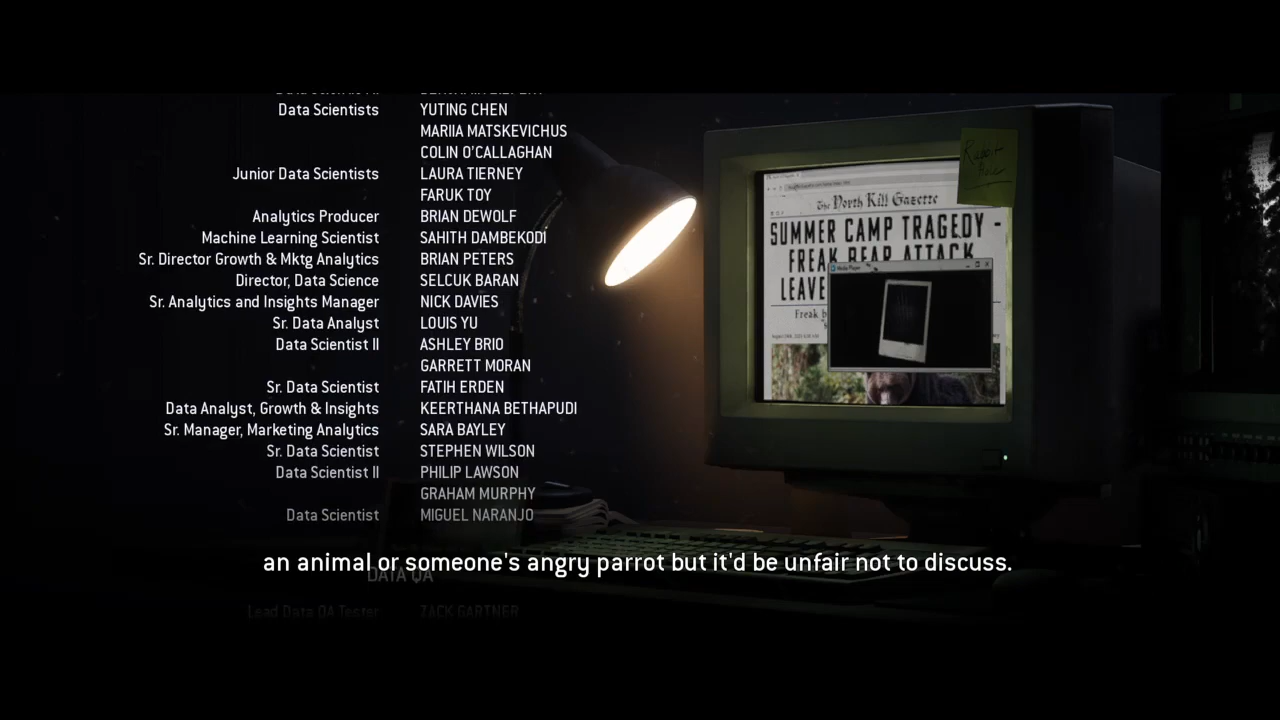 Data Scientists YUTING CHEN
MARIIA MATSKEVICHUS
COLIN O'CALLAGHAN
Junior Data Scientists LAURA TIERNEY
FARUK TOY
Analytics Producer BRIAN DEWOLF
Machine Learning Scientist SAHITH DAMBEKODI
Sr. Director Growth & Mktg Analytics BRIAN PETERS
Director, Data Science SELCUK BARAN
Sr. Analytics and Insights Manager NICK DAVIES
Sr. Data Analyst LOUIS YU
Data Scientist II ASHLEY BRIO
GARRETT MORAN
Sr. Data Scientist FATIH ERDEN
Data Analyst, Growth & Insights KEERTHANA BETHAPUDI
Sr. Manager, Marketing Analytics SARA BAYLEY
Sr. Data Scientist STEPHEN WILSON
Data Scientist II PHILIP LAWSON
GRAHAM MURPHY
Data Scientist MIGUEL NARANJO
DATA QA
Lead Data QA Tester ZACK GARTNER
an animal or someone's angry parrot but it'd be unfair not to discuss.
Rabbit
Hole
The North Kill Gazette
SUMMER CAMP TRAGEDY -
FREAK BEAR ATTACK
LEAVE
Media Player
Freak b